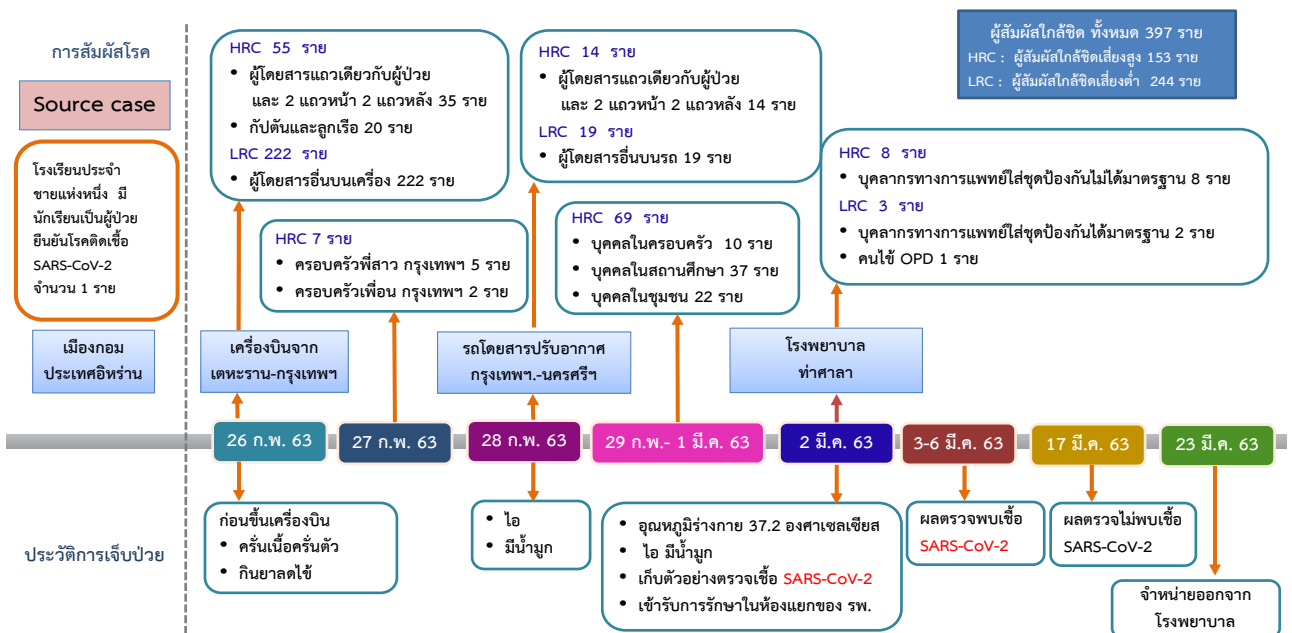 การสัมผัสโรค
Source case
โรงเรียนประจำ
ชายแห่งหนึ่ง มี
นักเรียนเป็นผู้ป่วย
ยืนยันโรคติดเชื้อ
SARS-CoV-2
จำนวน 1 ราย
เมืองกอม
ประเทศอิหร่าน
HRC 55 ราย
• ผู้โดยสารแถวเดียวกับผู้ป่วย
และ 2 แถวหน้า 2 แถวหลัง 35 ราย
• กัปตันและลูกเรือ 20 ราย
LRC 222 ราย
• ผู้โดยสารอื่นบนเครื่อง 222 ราย
HRC 14 ราย
• ผู้โดยสารแถวเดียวกับผู้ป่วย
และ 2 แถวหน้า 2 แถวหลัง 14 ราย
LRC 19 ราย
• ผู้โดยสารอื่นบนรถ 19 ราย
ผู้สัมผัสใกล้ชิด ทั้งหมด 397 ราย
HRC : ผู้สัมผัสใกล้ชิดเสี่ยงสูง 153 ราย
LRC : ผู้สัมผัสใกล้ชิดเสี่ยงต่ำ 244 ราย
HRC 7 ราย
• ครอบครัวพี่สาว กรุงเทพฯ 5 ราย
• ครอบครัวเพื่อน กรุงเทพฯ 2 ราย
HRC 69 ราย
• บุคคลในครอบครัว 10 ราย
• บุคคลในสถานศึกษา 37 ราย
• บุคคลในชุมชน 22 ราย
HRC 8 ราย
• บุคลากรทางการแพทย์ใส่ชุดป้องกันไม่ได้มาตรฐาน 8 ราย
LRC 3 ราย
• บุคลากรทางการแพทย์ใส่ชุดป้องกันได้มาตรฐาน 2 ราย
• คนไข้ OPD 1 ราย
เครื่องบินจาก
เตหะราน-กรุงเทพฯ
รถโดยสารปรับอากาศ
กรุงเทพฯ.-นครศรีฯ
โรงพยาบาล
ท่าศาลา
26 ก.พ. 63
27 ก.พ. 63
28 ก.พ. 63
29 ก.พ.- 1 มี.ค. 63
2 มี.ค. 63
3-6 มี.ค. 63
17 มี.ค. 63
23 มี.ค. 63
ประวัติการเจ็บป่วย
ก่อนขึ้นเครื่องบิน
• ครั่นเนื้อครั่นตัว
• กินยาลดไข้
• ไอ
• มีน้ำมูก
• อุณหภูมิร่างกาย 37.2 องศาเซลเซียส
• ไอ มีน้ำมูก
• เก็บตัวอย่างตรวจเชื้อ SARS-CoV-2
• เข้ารับการรักษาในห้องแยกของ รพ.
ผลตรวจพบเชื้อ
SARS-CoV-2
ผลตรวจไม่พบเชื้อ
SARS-CoV-2
จำหน่ายออกจาก
โรงพยาบาล